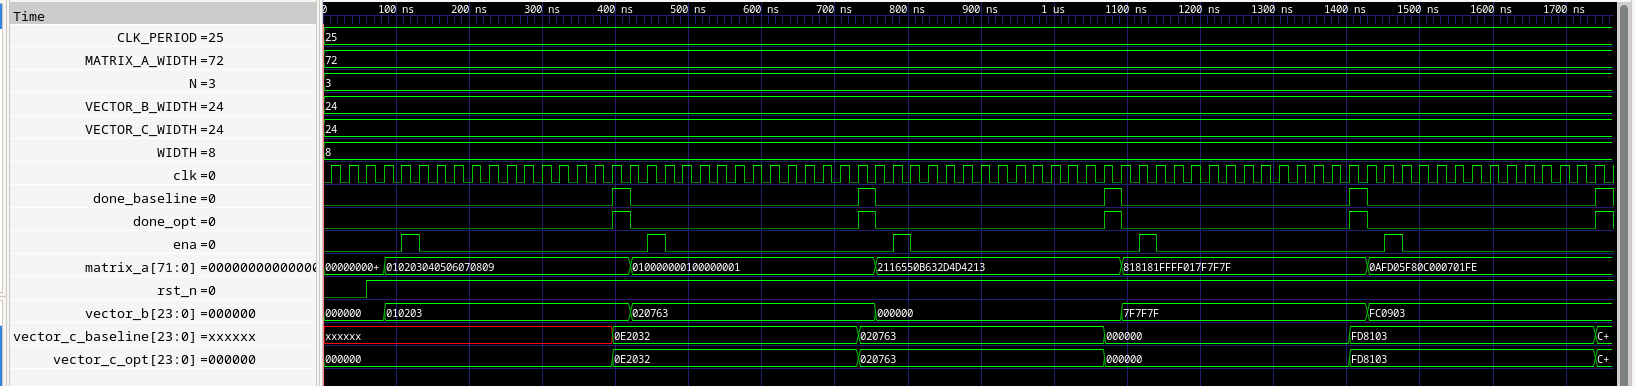 Time 0 100 ns 200 ns 300 ns 400 ns 500 ns 600 ns 700 ns 800 ns 900 ns 1 us 1100 ns 1200 ns 1300 ns 1400 ns 1500 ns 1600 ns 1700 ns
CLK_PERIOD =25 25
MATRIX_A_WIDTH =72 72
N =3 3
VECTOR_B_WIDTH =24 24
VECTOR_C_WIDTH =24 24
WIDTH =8 8
clk =0
done_baseline =0
done_opt =0
ena =0
matrix_a[71:0] =00000000000000 00000000+ 010203040506070809 010000000100000001 2116550B632D4D4213 818181FFFF017F7F7F 0AFD05F80C000701FE
rst_n =0
vector_b[23:0] =000000 000000 010203 020763 000000 7F7F7F FC0903
vector_c_baseline[23:0] =xxxxxx xxxxxx 0E2032 020763 000000 FD8103 C+
vector_c_opt[23:0] =000000 000000 0E2032 020763 000000 FD8103 C+